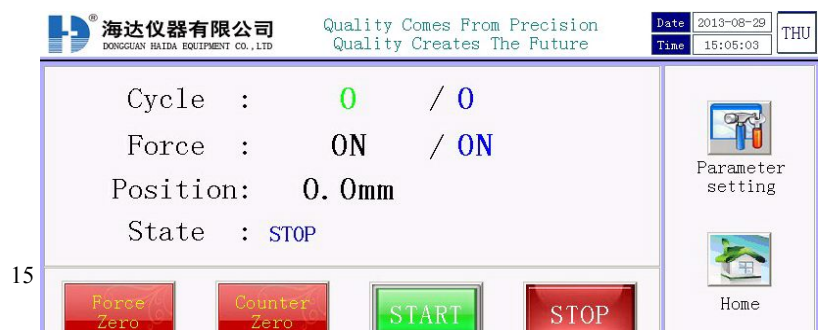 海达仪器有限公司
DONGGUAN HAIDA EQUIPMENT CO.,LTD
Quality Comes From Precision
Quality Creates The Future
Date 2013-08-29
Time 15:05:03
THU
Cycle : 0 / 0
Force : 0N / 0N
Position: 0.0mm
State : STOP
Parameter
setting
Home
15
Force
Zero
Counter
Zero
START
STOP